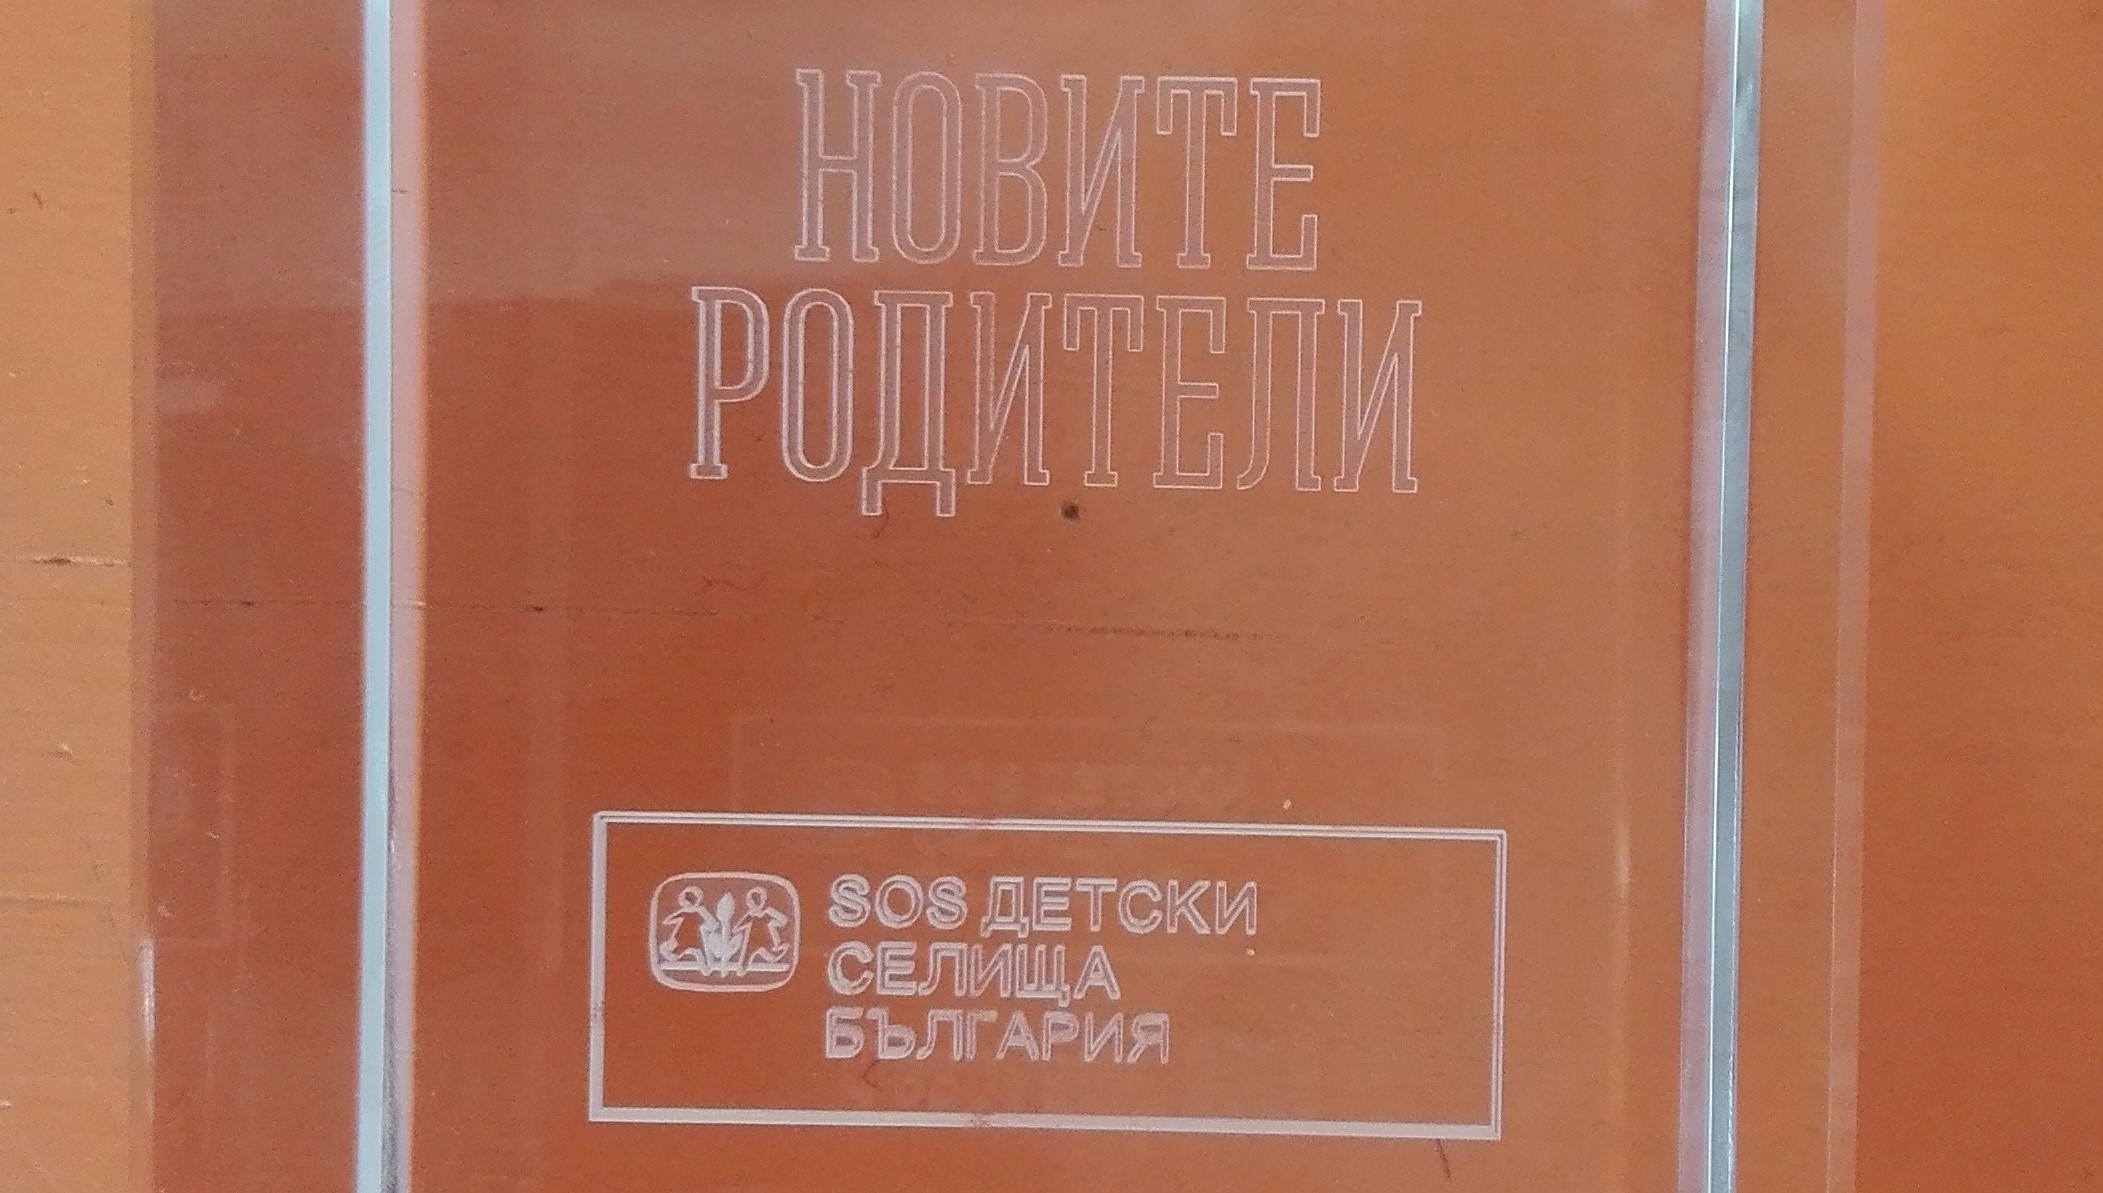 НОВИТЕ
РОДИТЕЛИ
SOS ДЕТСКИ
СЕЛИЩА
БЪЛГАРИЯ